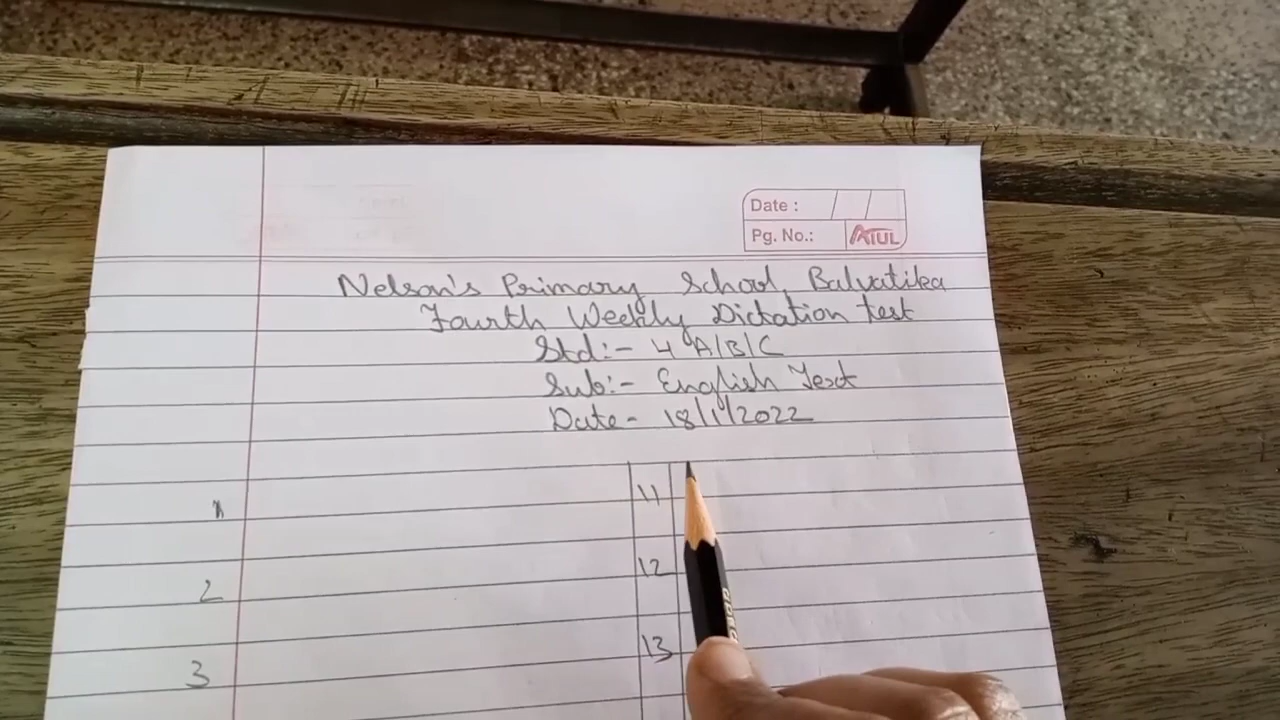 Date : / /
Pg. No.: ATUL
Nelson's Primary School, Balvatika
Fourth Weekly Dictation test
Std:- 4 A/B/C
Sub:- English Text
Date- 18/1/2022
1 11
2 12
3 13